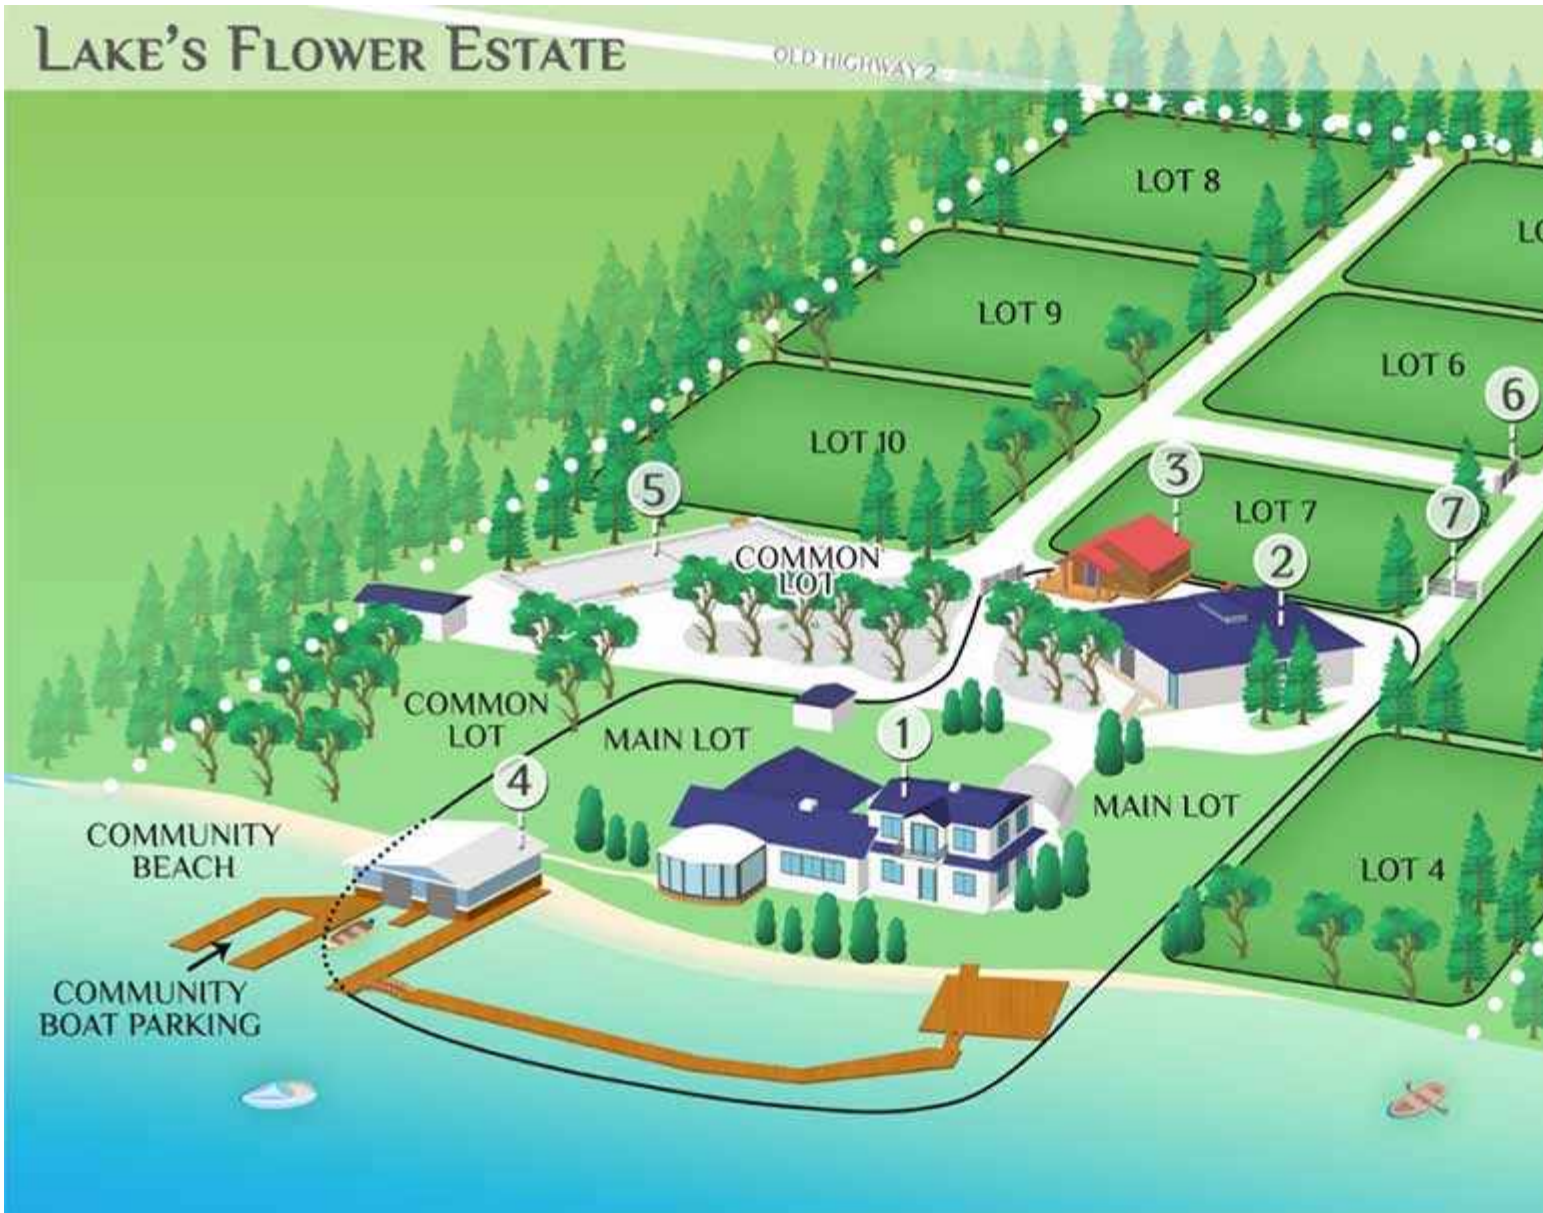 LAKE'S FLOWER ESTATE
OLD HIGHWAY 2
LOT 8
LOT 9
LOT 6
6
LOT 10
3
5
LOT 7
7
COMMON
LOT
2
COMMON
LOT
MAIN LOT
1
4
MAIN LOT
COMMUNITY
BEACH
LOT 4
COMMUNITY
BOAT PARKING